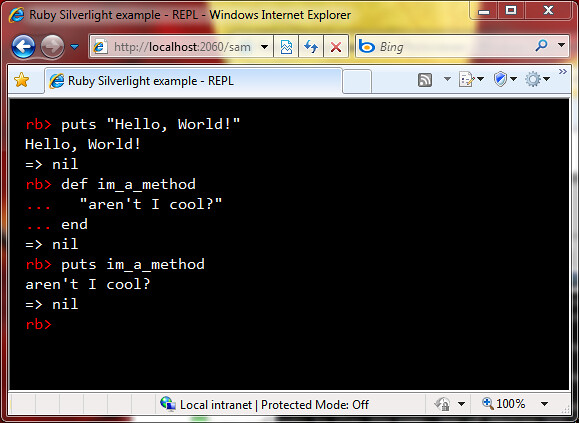 Ruby Silverlight example - REPL - Windows Internet Explorer
http://localhost:2060/sam
Bing
Ruby Silverlight example - REPL
rb> puts "Hello, World!"
Hello, World!
=> nil
rb> def im_a_method
...   "aren't I cool?"
... end
=> nil
rb> puts im_a_method
aren't I cool?
=> nil
rb>
Local intranet | Protected Mode: Off
100%